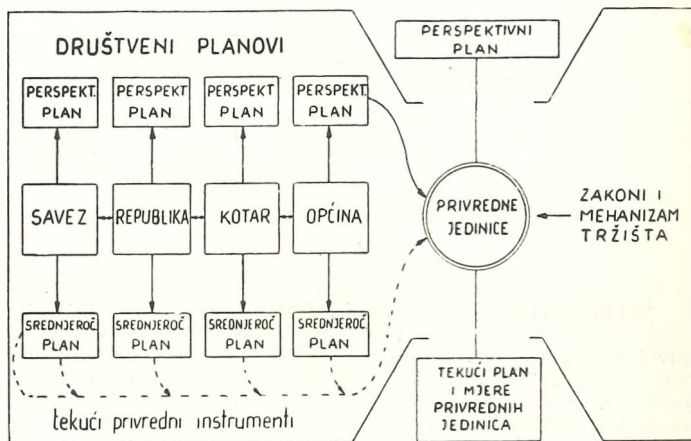 DRUŠTVENI PLANOVI
PERSPEKTIVNI
PLAN
PERSPEKT.
PLAN
PERSPEKT
PLAN
PERSPEKT
PLAN
PERSPEKT.
PLAN
SAVEZ
REPUBLIKA
KOTAR
OPĆINA
PRIVREDNE
JEDINICE
ZAKONI I
MEHANIZAM
TRŽIŠTA
SREDNJEROČ.
PLAN
SREDNJEROČ
PLAN
SREDNJEROČ
PLAN
SREDNJEROČ
PLAN
tekući privredni instrumenti
TEKUĆI PLAN
I MJERE
PRIVREDNIH
JEDINICA